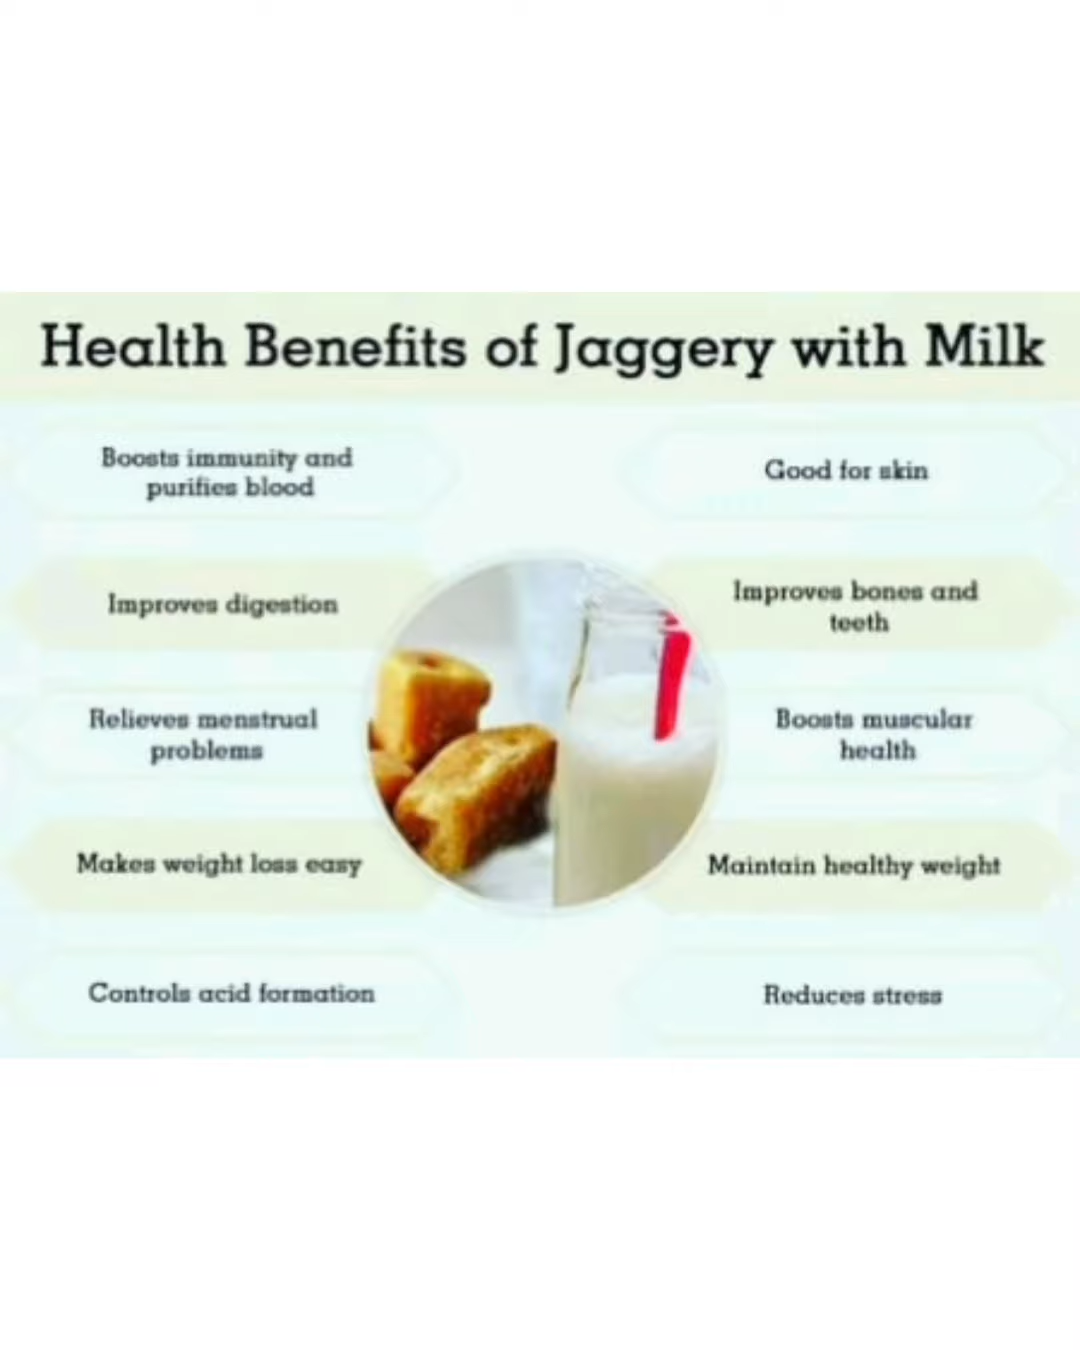 Health Benefits of Jaggery with Milk
Boosts immunity and
purifies blood
Improves digestion
Relieves menstrual
problems
Makes weight loss easy
Controls acid formation
Good for skin
Improves bones and
teeth
Boosts muscular
health
Maintain healthy weight
Reduces stress